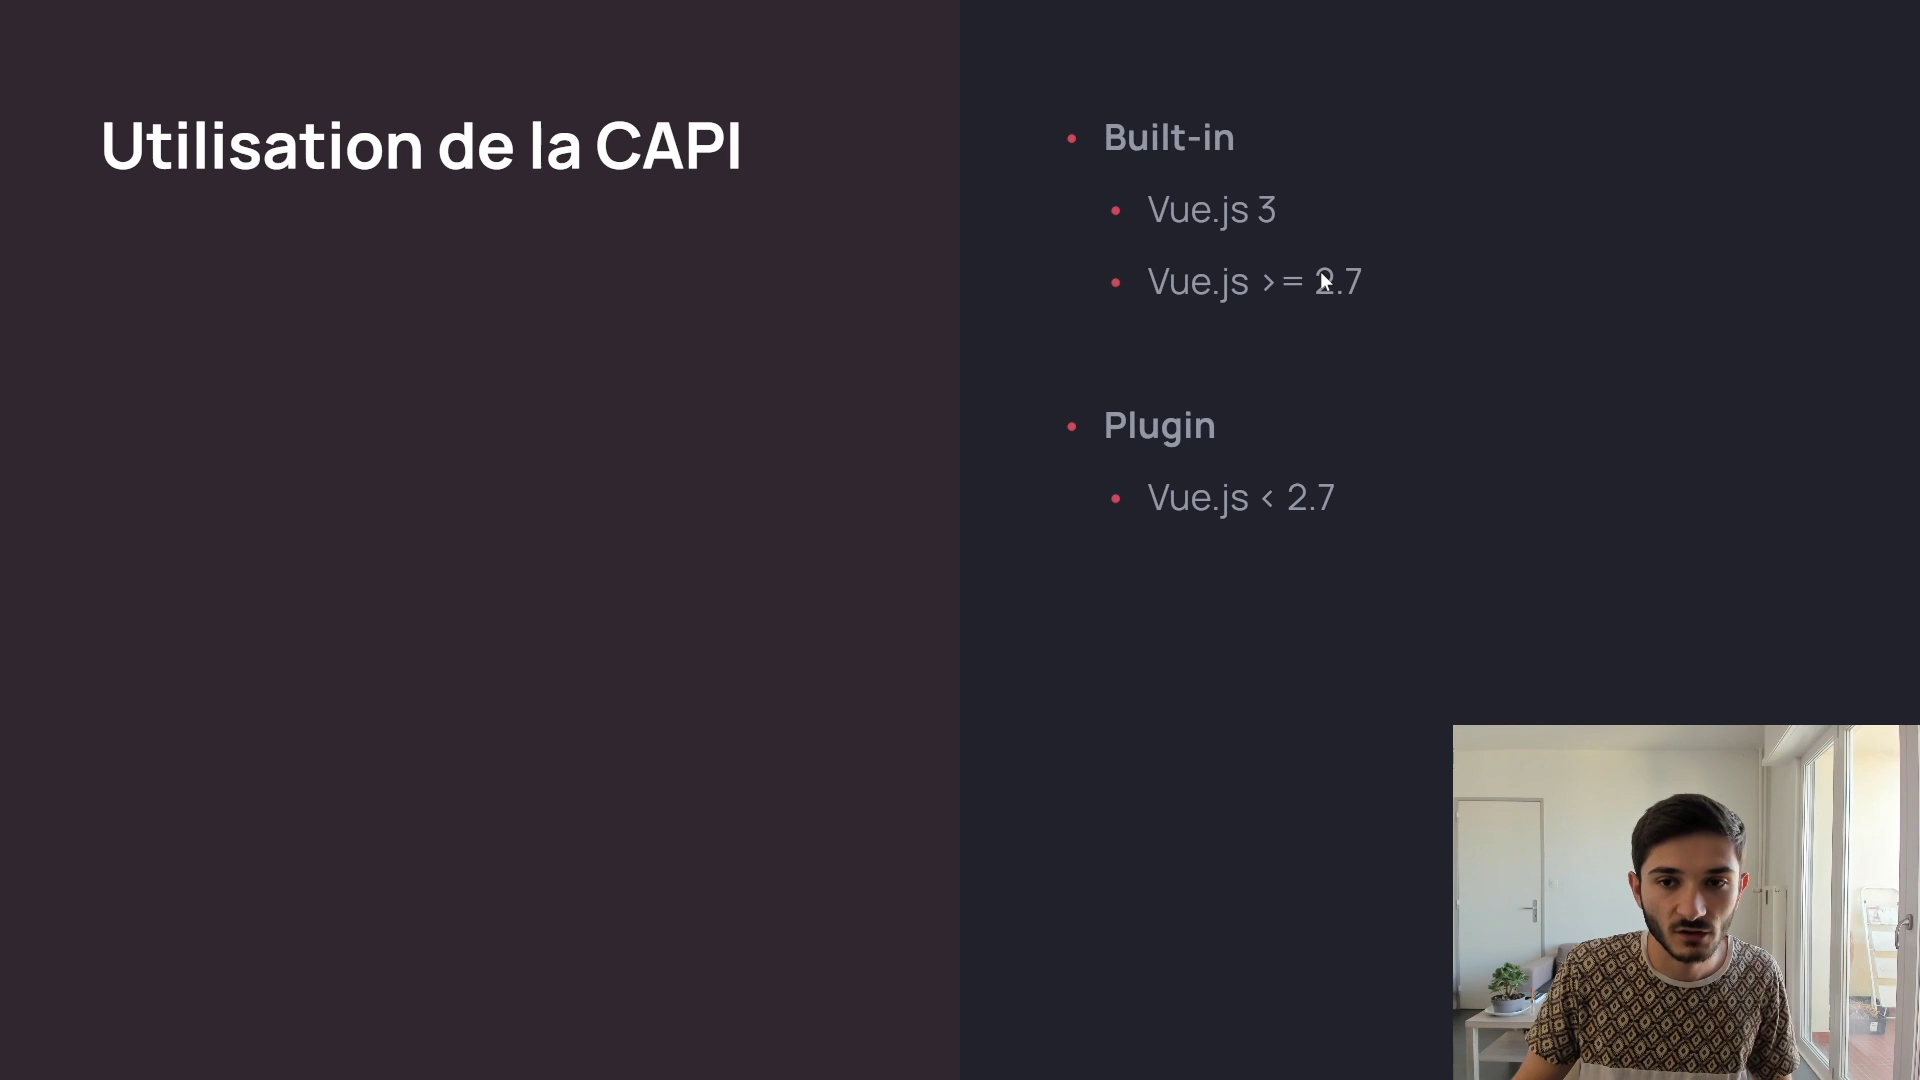 Utilisation de la CAPI
Built-in
Vue.js 3
Vue.js >= 2.7
Plugin
Vue.js < 2.7